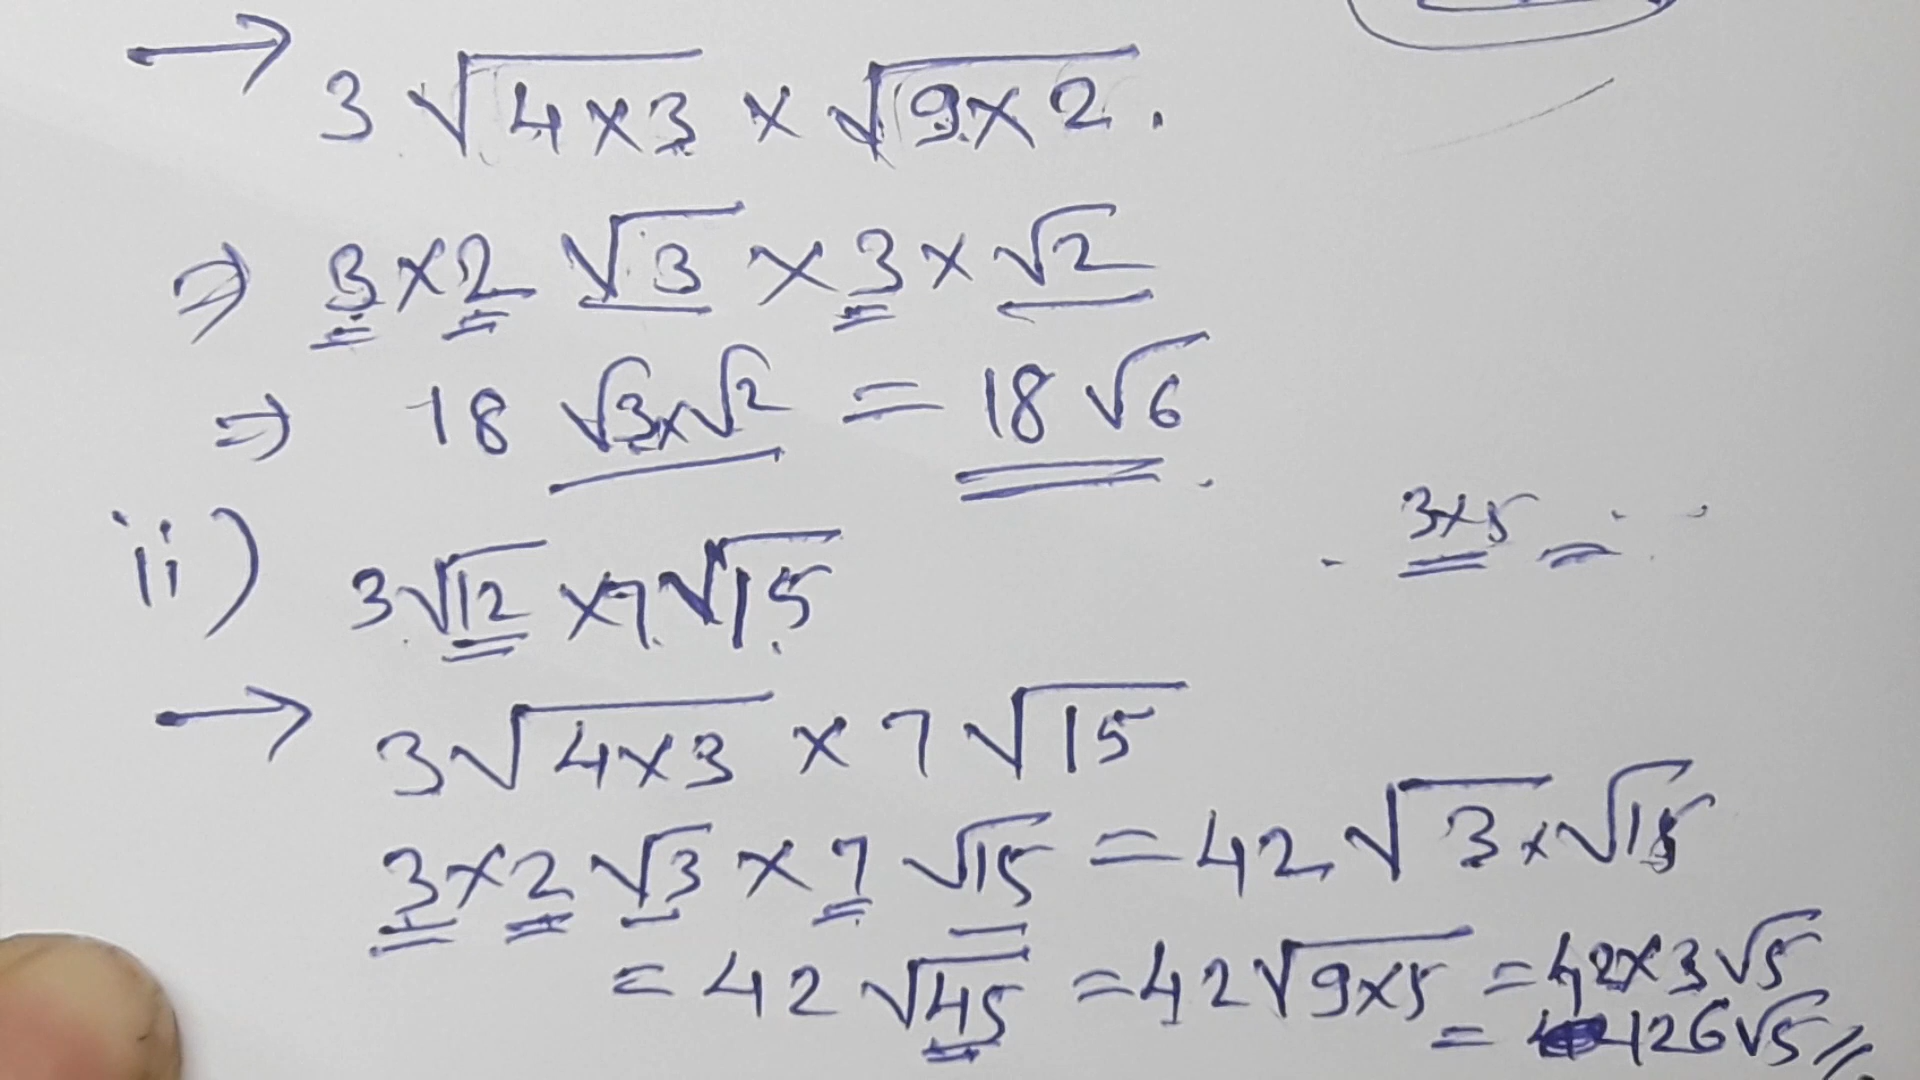 → 3√4×3 × √9×2.
⇒ 3×2 √3 × 3 × √2
⇒ 18 √3×√2 = 18√6
3×5 =
ii) 3√12 ×7√15
→ 3√4×3 × 7√15
3×2 √3 × 7 √15 = 42√3×√15
= 42√45 = 42√9×5 = 42×3√5
= 126√5 //